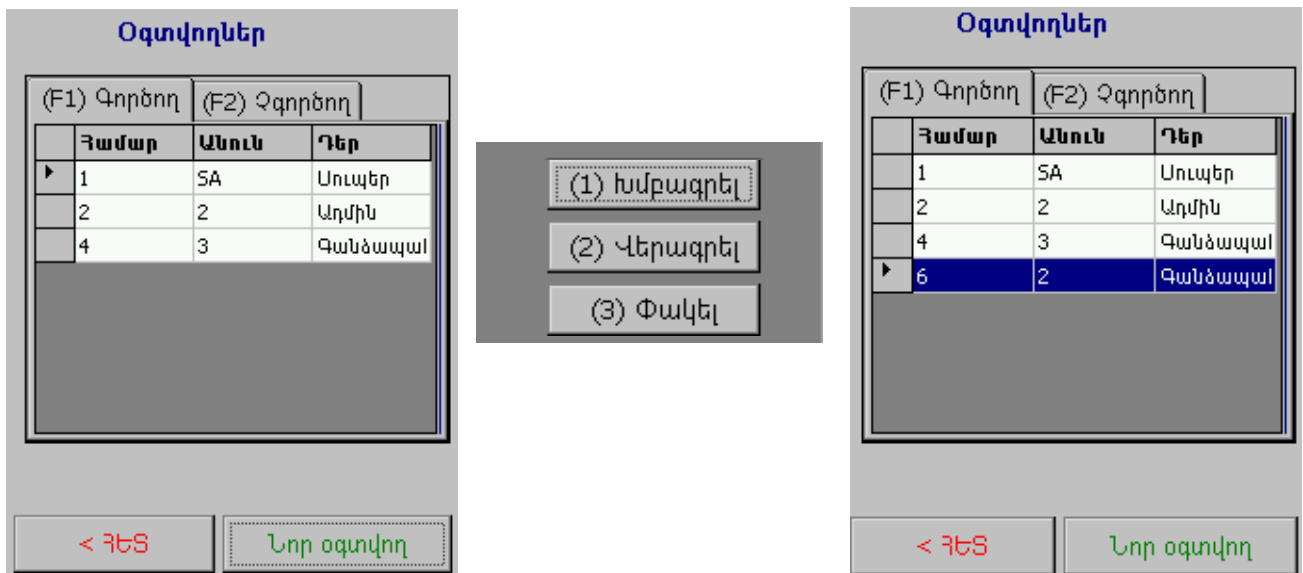 Օգտվողներ
(F1) Գործող (F2) Չգործող
Համար Անուն Դեր
1 SA Սուպեր
2 2 Ադմին
4 3 Գանձապահ
< ՀԵՏ Նոր օգտվող
(1) Խմբագրել
(2) Վերագրել
(3) Փակել
Օգտվողներ
(F1) Գործող (F2) Չգործող
Համար Անուն Դեր
1 SA Սուպեր
2 2 Ադմին
4 3 Գանձապահ
6 2 Գանձապահ
< ՀԵՏ Նոր օգտվող